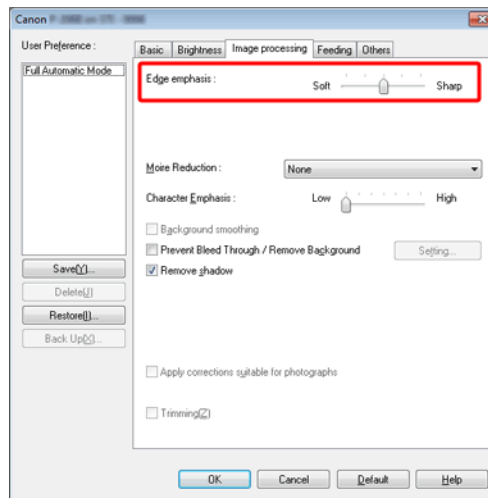 Canon
User Preference :
Full Automatic Mode
Save(Y)...
Delete(J)
Restore(I)...
Back Up(X)...
Basic Brightness Image processing Feeding Others
Edge emphasis :
Soft Sharp
Moire Reduction : None
Character Emphasis : Low High
Background smoothing
Prevent Bleed Through / Remove Background Setting...
Remove shadow
Apply corrections suitable for photographs
Trimming(Z)
OK Cancel Default Help